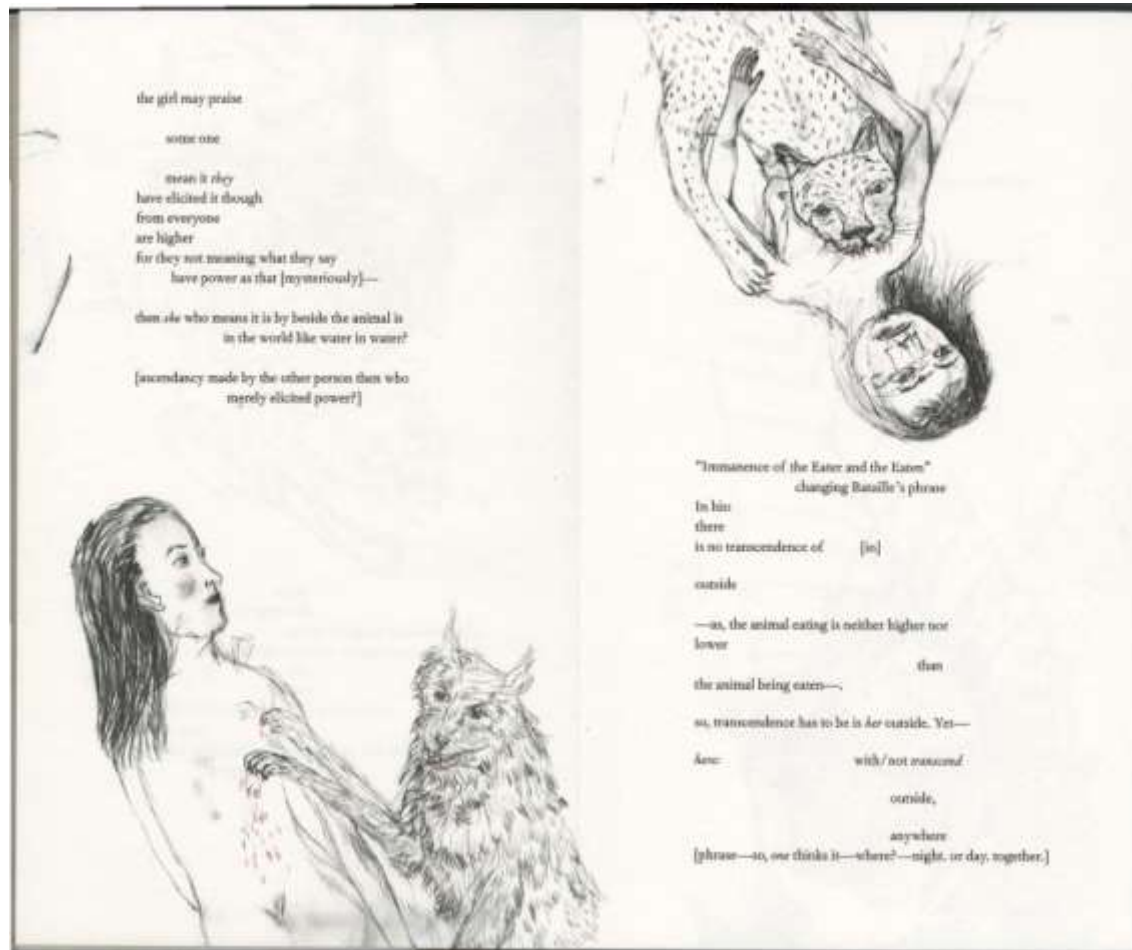 the girl may praise
some one
mean it they
have elicited it though
from everyone
are higher
for they not meaning what they say
have power as that [mysteriously]—
then she who means it is by beside the animal is
in the world like water in water?
[ascendancy made by the other person then who
merely elicited power?]
"Immanence of the Eater and the Eaten"
changing Bataille's phrase
In his:
there
is no transcendence of [in]
outside
—as, the animal eating is neither higher nor
lower
than
the animal being eaten—,
so, transcendence has to be is her outside. Yet—
here: with/not transcend
outside,
anywhere
[phrase—so, one thinks it—where?—night. or day. together.]